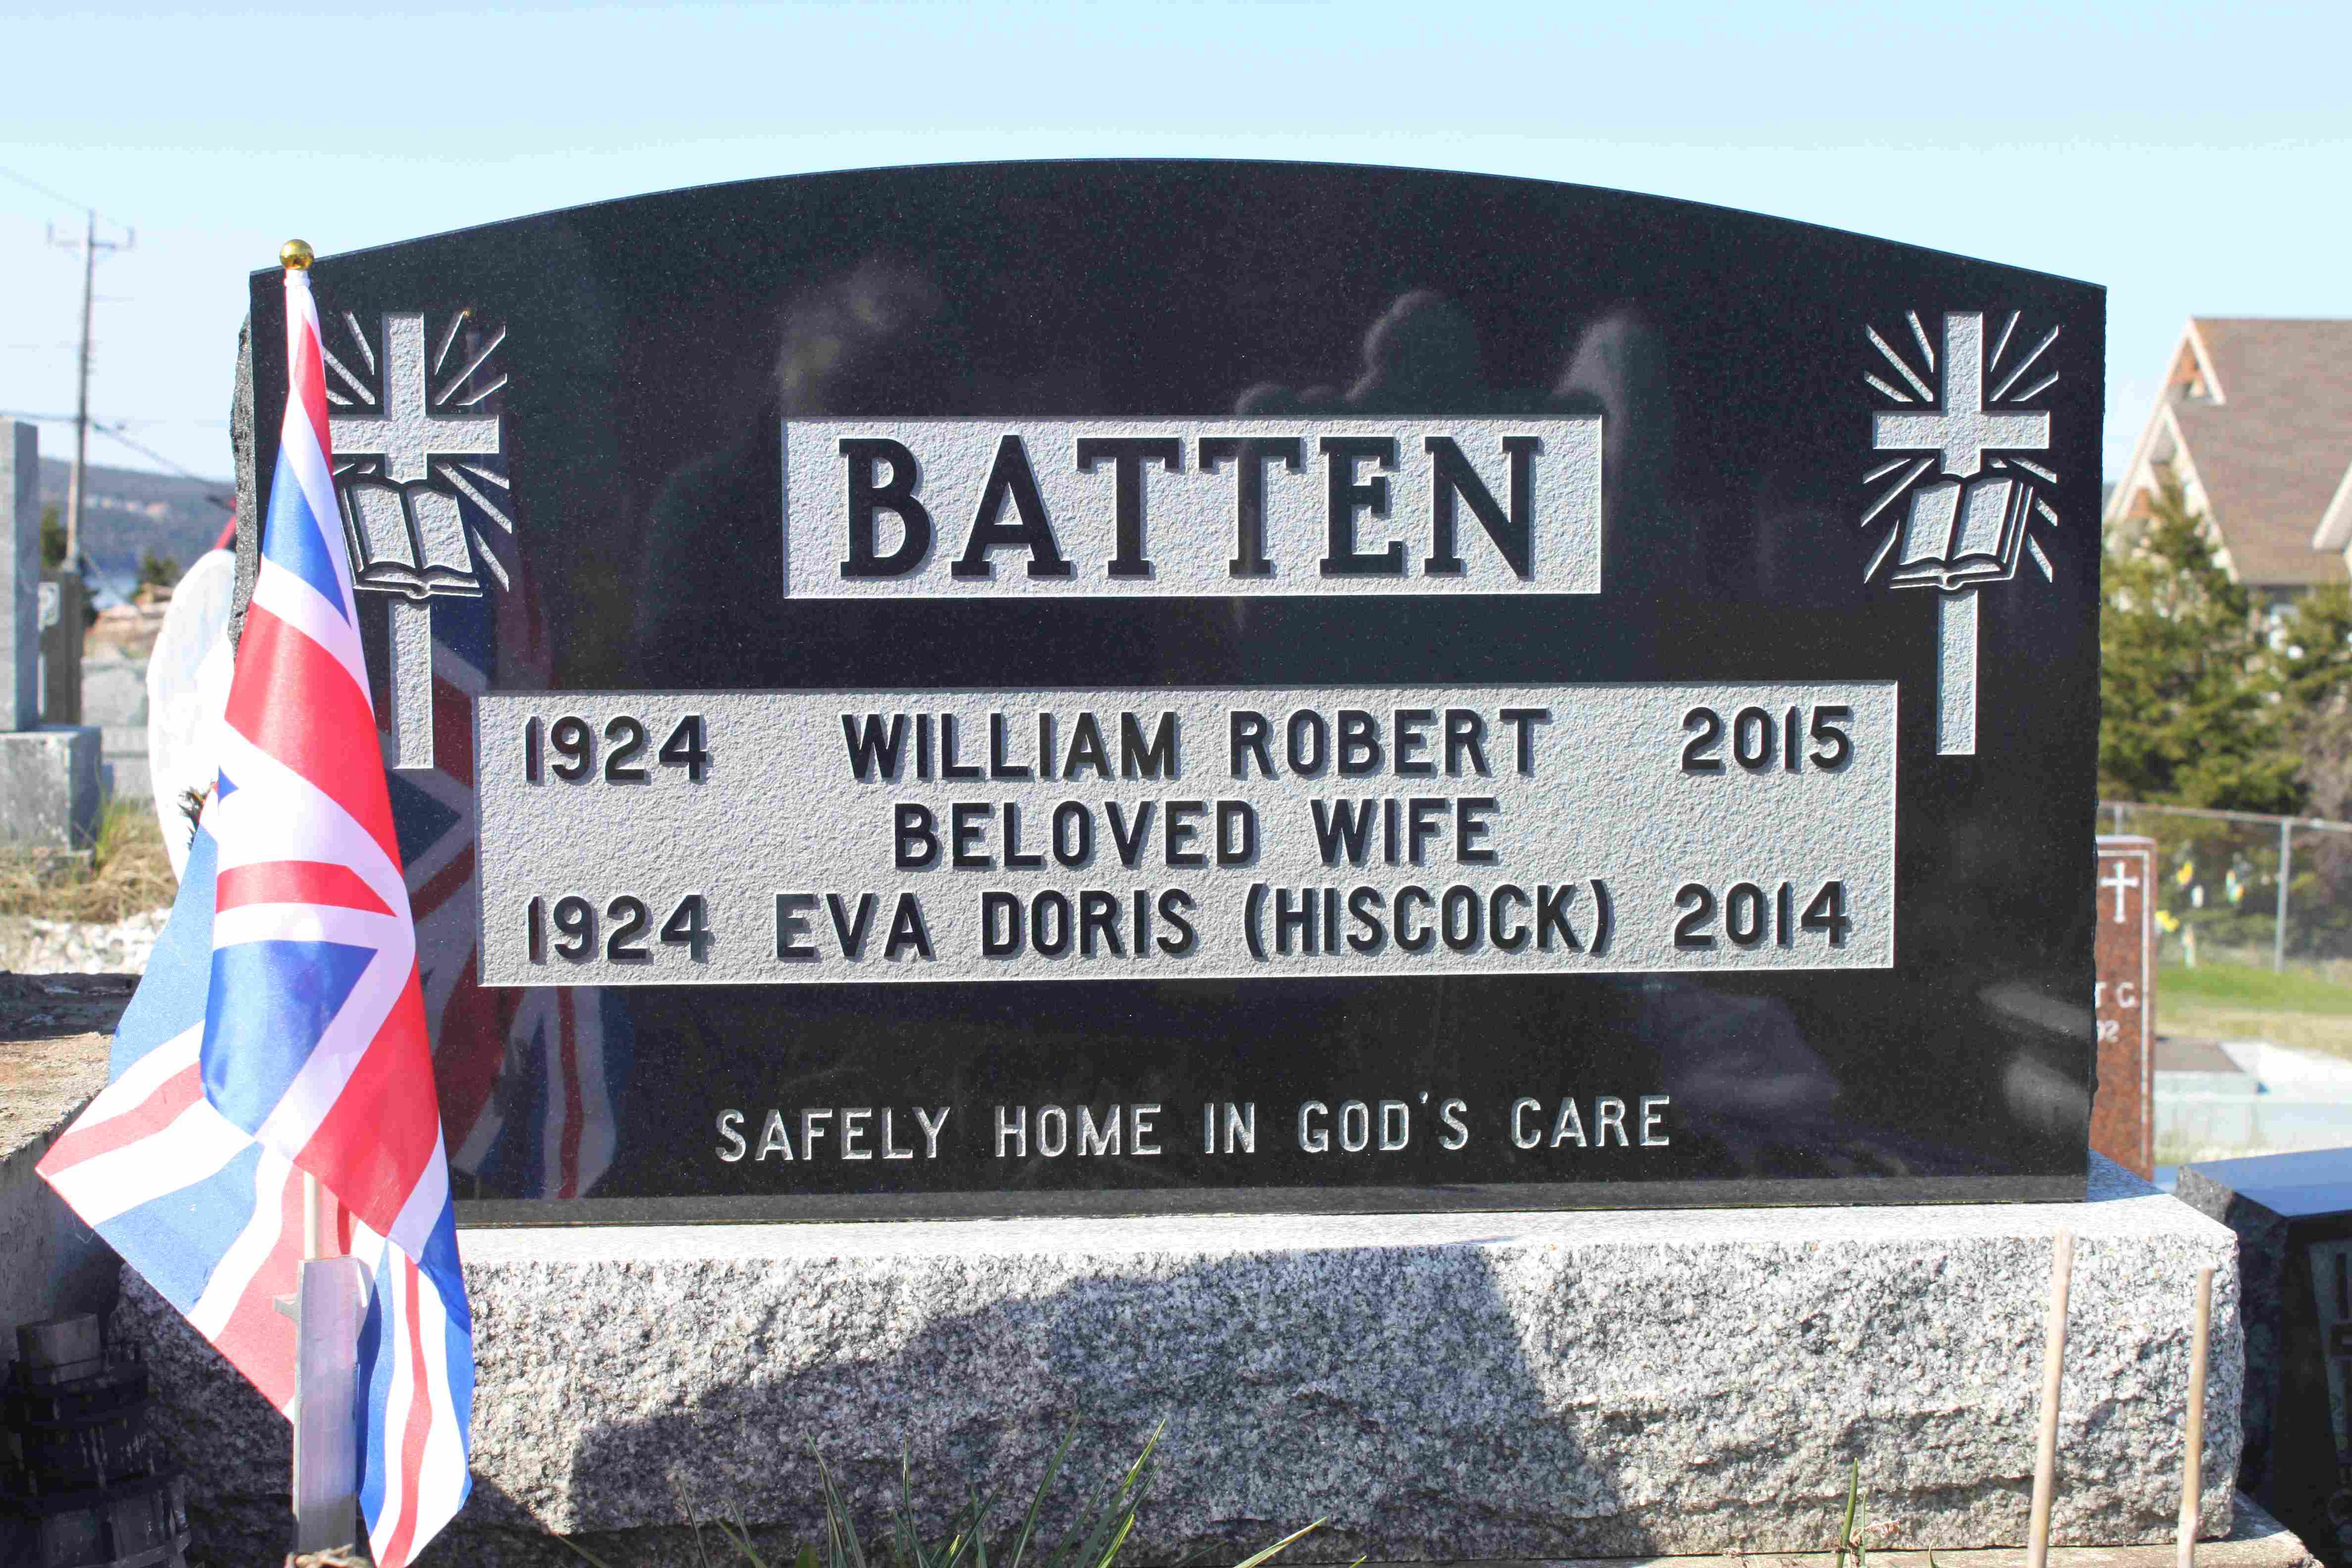 BATTEN
1924 WILLIAM ROBERT 2015
BELOVED WIFE
1924 EVA DORIS (HISCOCK) 2014
SAFELY HOME IN GOD'S CARE